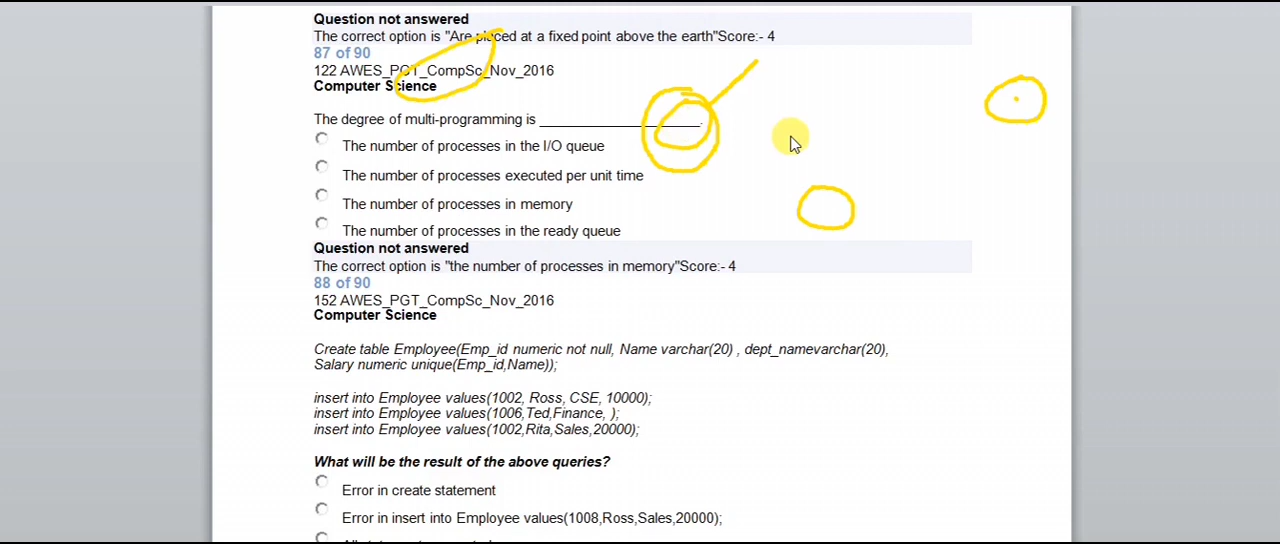 Question not answered
The correct option is "Are placed at a fixed point above the earth"Score:- 4
87 of 90
122 AWES_PGT_CompSc_Nov_2016
Computer Science
The degree of multi-programming is ______________________.
The number of processes in the I/O queue
The number of processes executed per unit time
The number of processes in memory
The number of processes in the ready queue
Question not answered
The correct option is "the number of processes in memory"Score:- 4
88 of 90
152 AWES_PGT_CompSc_Nov_2016
Computer Science
Create table Employee(Emp_id numeric not null, Name varchar(20) , dept_namevarchar(20),
Salary numeric unique(Emp_id,Name));
insert into Employee values(1002, Ross, CSE, 10000);
insert into Employee values(1006,Ted,Finance, );
insert into Employee values(1002,Rita,Sales,20000);
What will be the result of the above queries?
Error in create statement
Error in insert into Employee values(1008,Ross,Sales,20000);